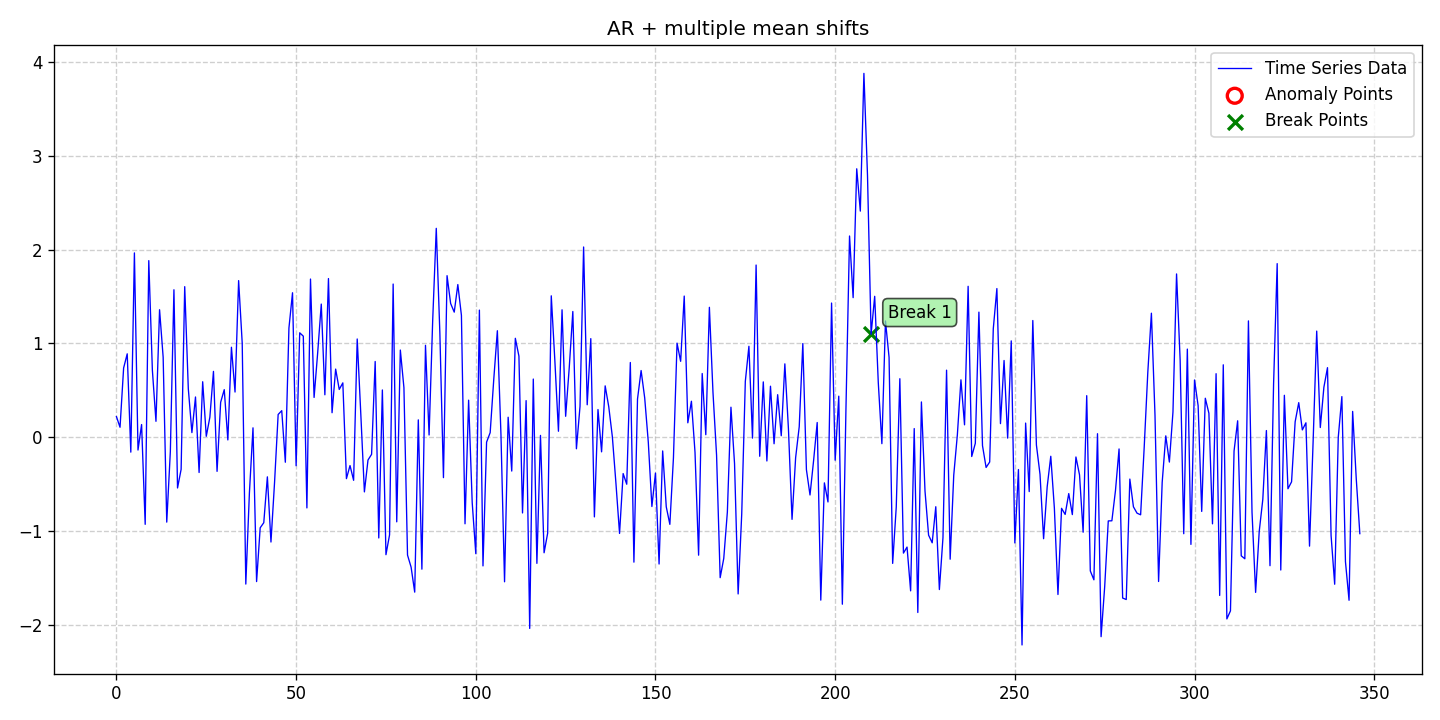 AR + multiple mean shifts
Time Series Data
Anomaly Points
Break Points
Break 1
4
3
2
1
0
−1
−2
0 50 100 150 200 250 300 350